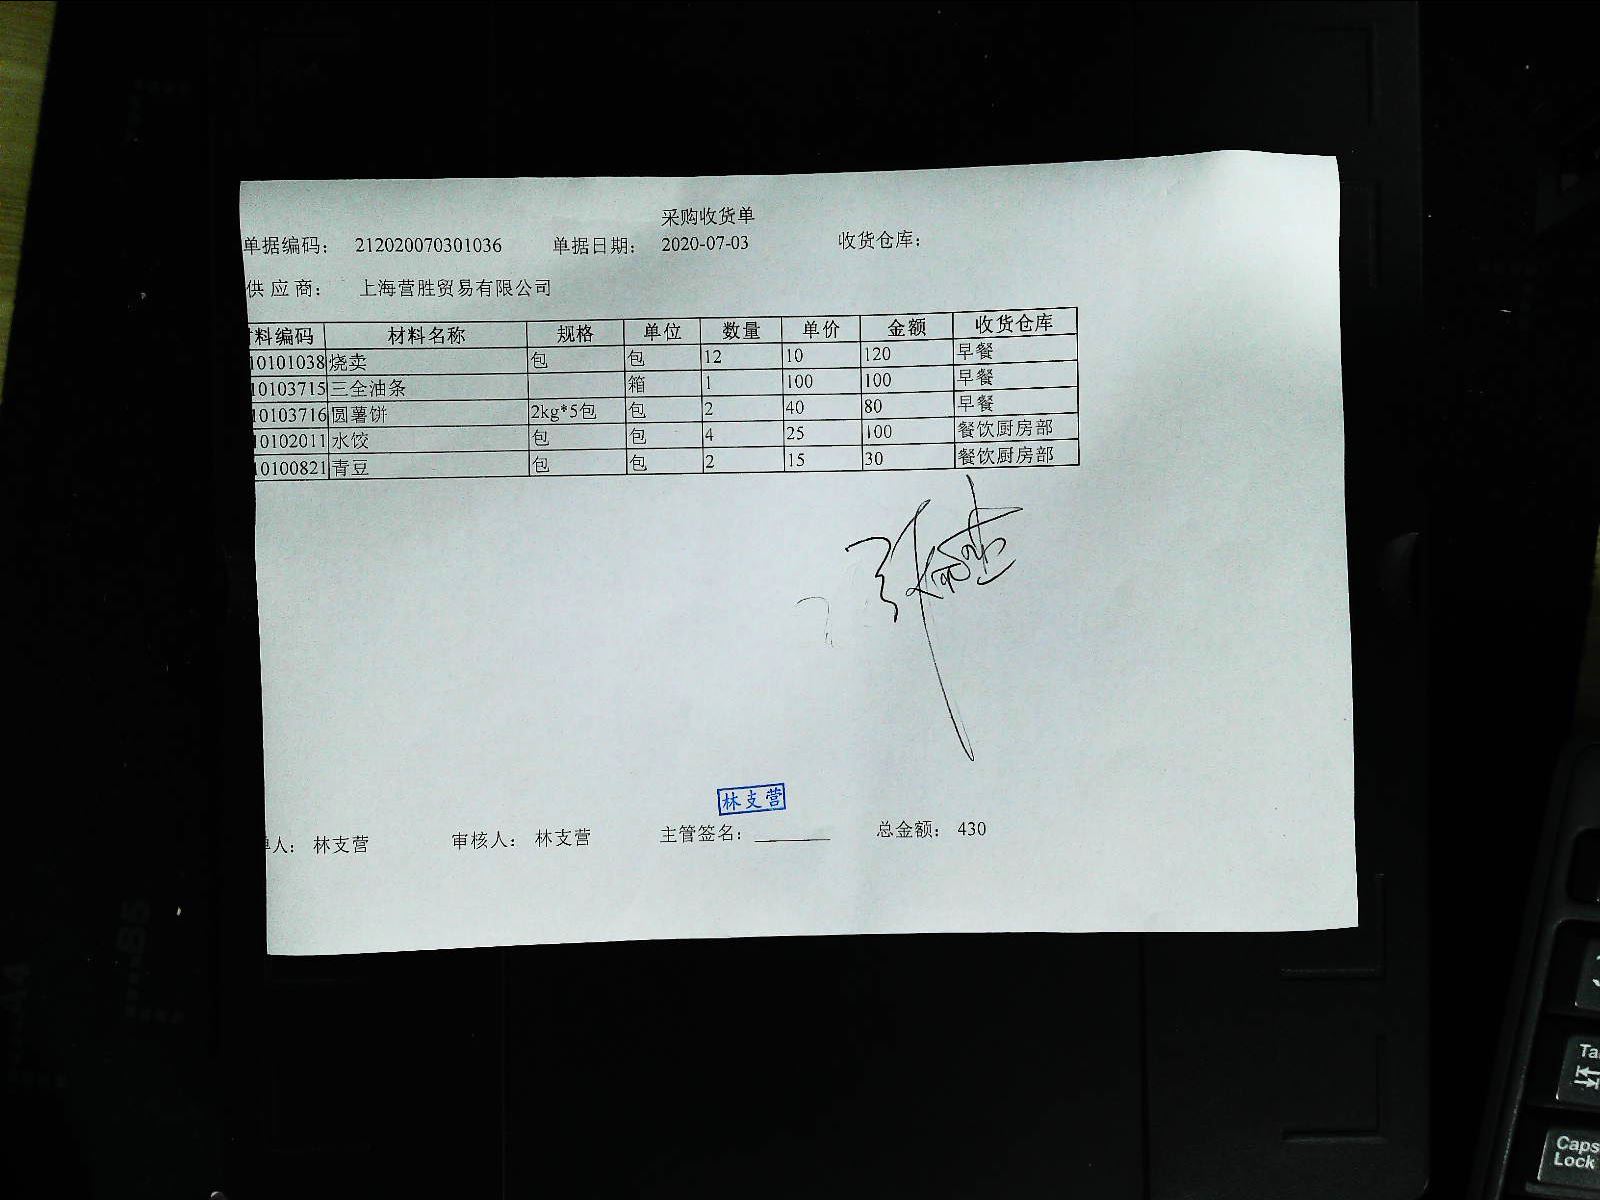 采购收货单
单据编码： 212020070301036 单据日期： 2020-07-03 收货仓库：
供 应 商： 上海营胜贸易有限公司
料编码 材料名称 规格 单位 数量 单价 金额 收货仓库
10101038 烧卖 包 包 12 10 120 早餐
10103715 三全油条 箱 1 100 100 早餐
10103716 圆薯饼 2kg*5包 包 2 40 80 早餐
10102011 水饺 包 包 4 25 100 餐饮厨房部
10100821 青豆 包 包 2 15 30 餐饮厨房部
林支营
单人： 林支营 审核人： 林支营 主管签名： 总金额： 430
B5
A4
Caps
Lock